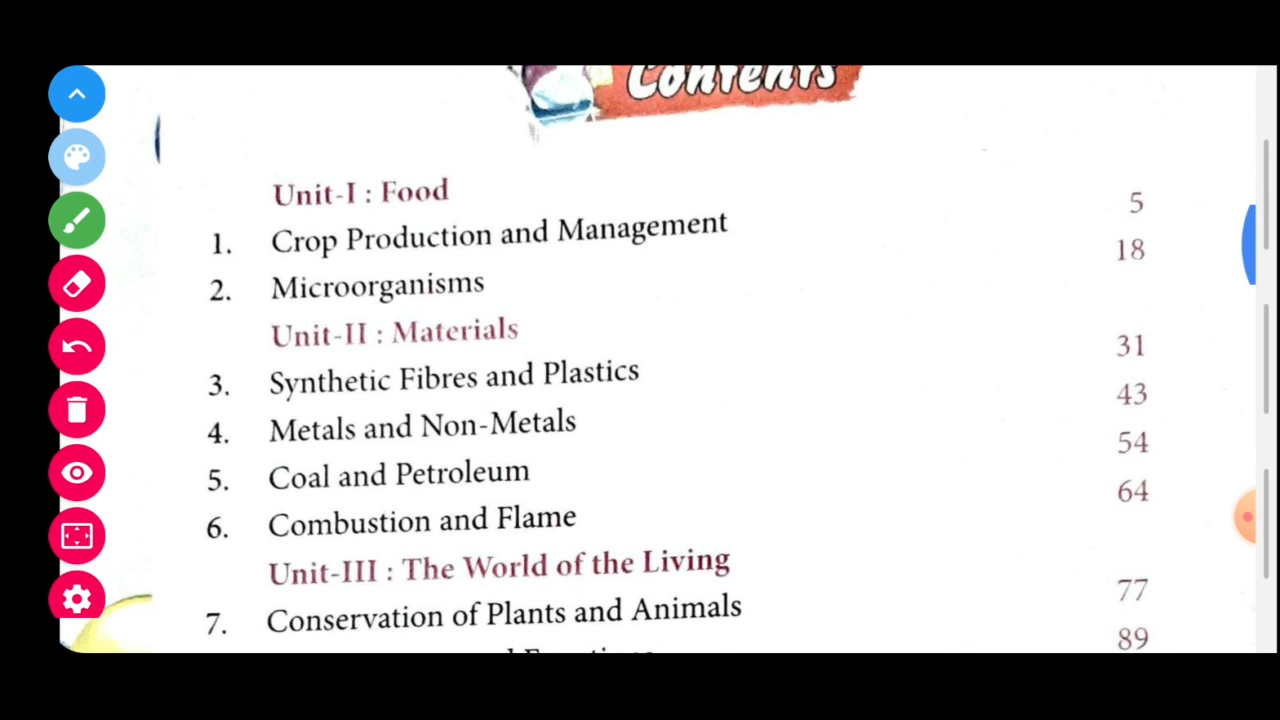 Contents
Unit-I : Food
1. Crop Production and Management 5
2. Microorganisms 18
Unit-II : Materials
3. Synthetic Fibres and Plastics 31
4. Metals and Non-Metals 43
5. Coal and Petroleum 54
6. Combustion and Flame 64
Unit-III : The World of the Living
7. Conservation of Plants and Animals 77
89